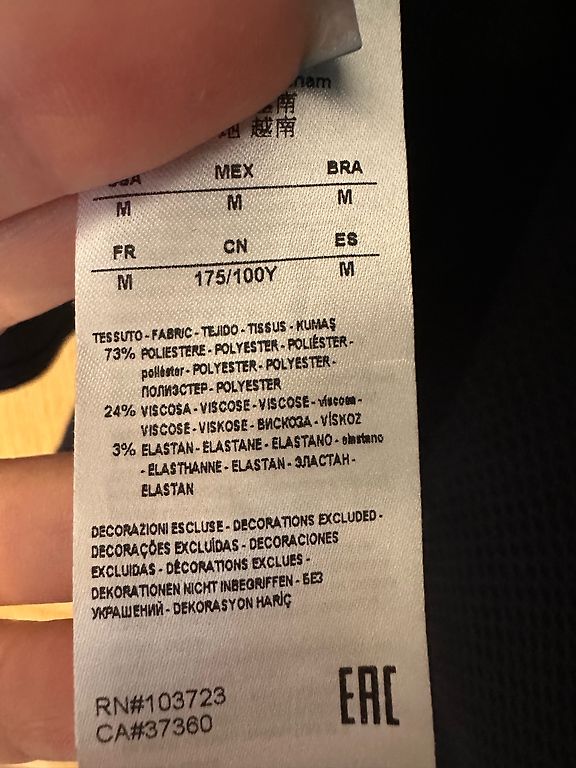 越南
越南
MEX BRA
M M M
FR CN ES
M 175/100Y M
TESSUTO - FABRIC - TEJIDO - TISSUS - KUMAŞ
73% POLIESTERE - POLYESTER - POLIÉSTER -
poliéster - POLYESTER - POLYESTER -
ПОЛИЭСТЕР - POLYESTER
24% VISCOSA - VISCOSE - VISCOSE - viscosa -
VISCOSE - VISKOSE - ВИСКОЗА - VİSKOZ
3% ELASTAN - ELASTANE - ELASTANO - elastano
- ÉLASTHANNE - ELASTAN - ЭЛАСТАН -
ELASTAN
DECORAZIONI ESCLUSE - DECORATIONS EXCLUDED -
DECORAÇÕES EXCLUÍDAS - DECORACIONES
EXCLUIDAS - DÉCORATIONS EXCLUES -
DEKORATIONEN NICHT INBEGRIFFEN - БЕЗ
УКРАШЕНИЙ - DEKORASYON HARİÇ
RN#103723
CA#37360
EAC